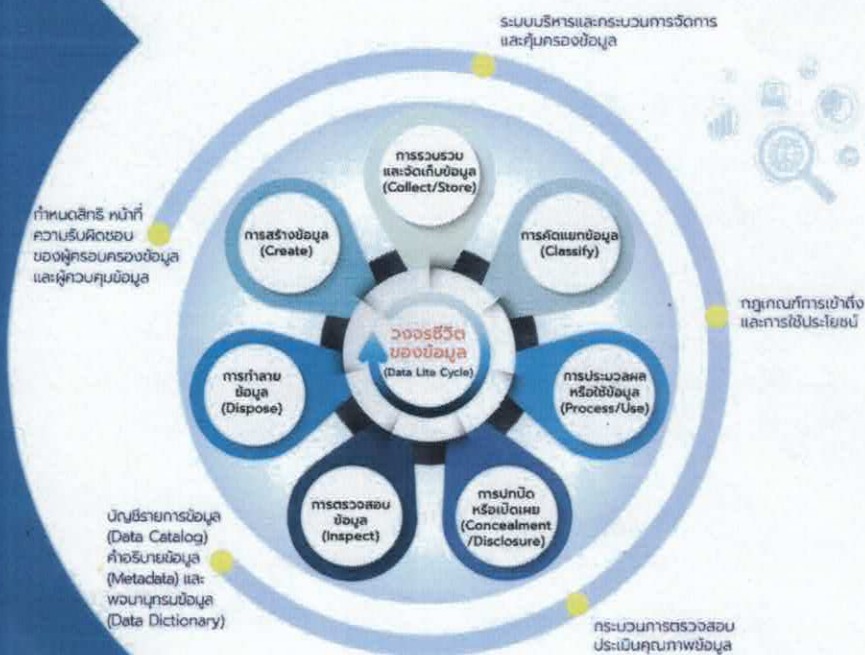 ระบบบริหารและกระบวนการจัดการ
และคุ้มครองข้อมูล
การรวบรวม
และจัดเก็บข้อมูล
(Collect/Store)
กำหนดสิทธิ หน้าที่
ความรับผิดชอบ
ของผู้ครอบครองข้อมูล
และผู้ควบคุมข้อมูล
การสร้างข้อมูล
(Create)
การคัดแยกข้อมูล
(Classify)
กฎเกณฑ์การเข้าถึง
และการใช้ประโยชน์
วงจรชีวิต
ของข้อมูล
(Data Lite Cycle)
การทำลาย
ข้อมูล
(Dispose)
การประมวลผล
หรือใช้ข้อมูล
(Process/Use)
การตรวจสอบ
ข้อมูล
(Inspect)
การปกปิด
หรือเปิดเผย
(Concealment
/Disclosure)
บัญชีรายการข้อมูล
(Data Catalog)
คำอธิบายข้อมูล
(Metadata) และ
พจนานุกรมข้อมูล
(Data Dictionary)
กระบวนการตรวจสอบ
ประเมินคุณภาพข้อมูล